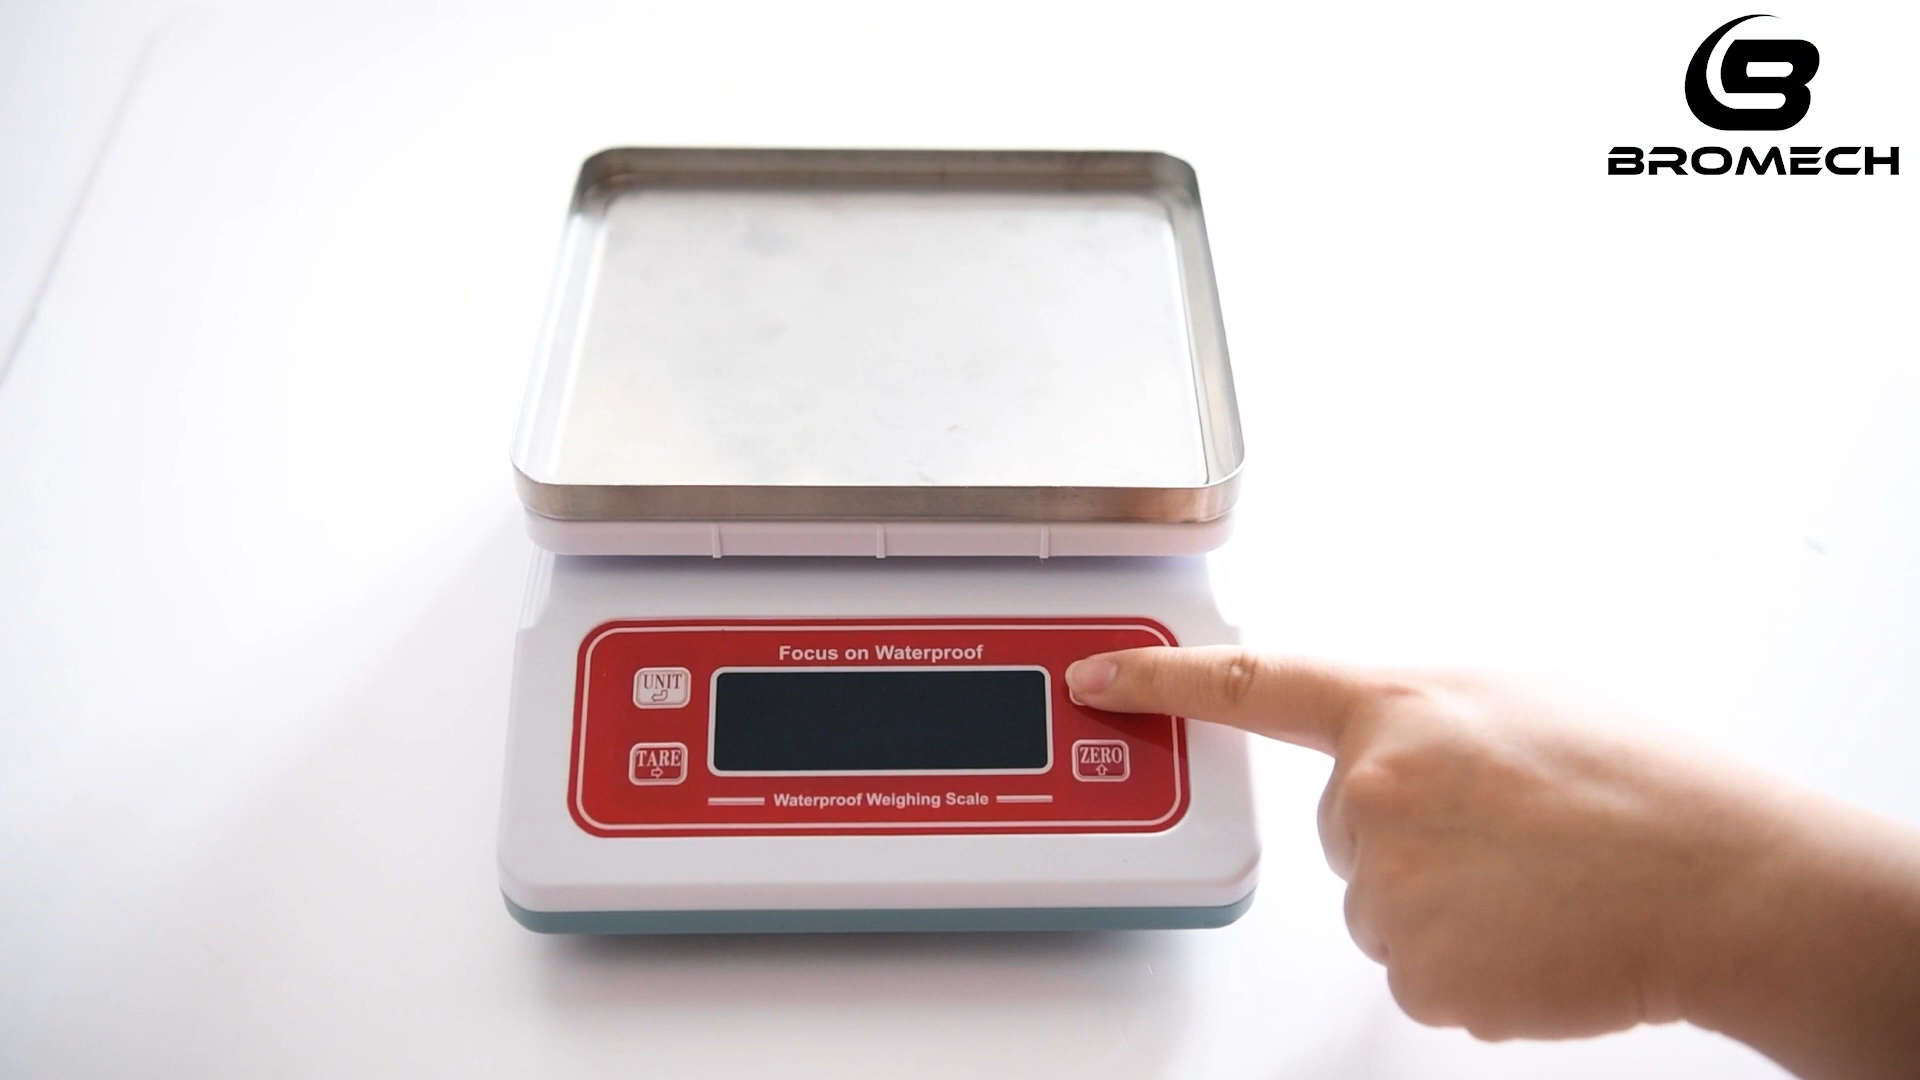 BROMECH
Focus on Waterproof
UNIT
TARE
ZERO
Waterproof Weighing Scale